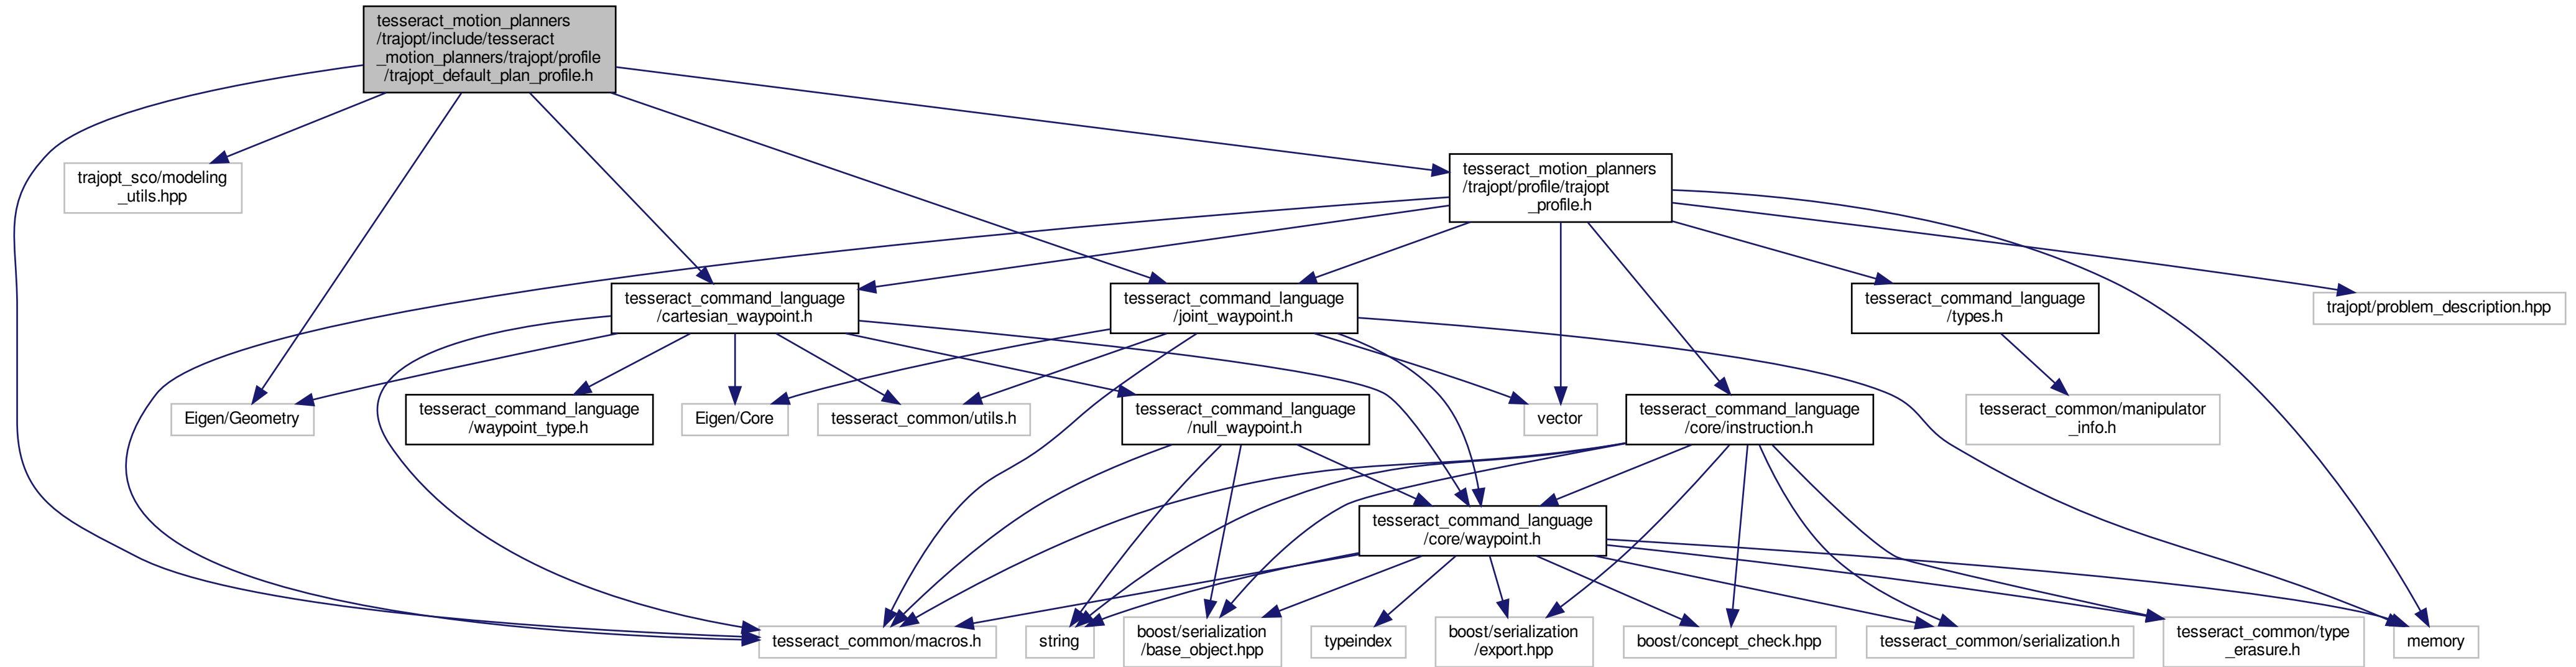 tesseract_motion_planners
/trajopt/include/tesseract
_motion_planners/trajopt/profile
/trajopt_default_plan_profile.h
trajopt_sco/modeling
_utils.hpp
tesseract_motion_planners
/trajopt/profile/trajopt
_profile.h
tesseract_command_language
/cartesian_waypoint.h
tesseract_command_language
/joint_waypoint.h
tesseract_command_language
/types.h
trajopt/problem_description.hpp
Eigen/Geometry
tesseract_command_language
/waypoint_type.h
Eigen/Core
tesseract_common/utils.h
tesseract_command_language
/null_waypoint.h
vector
tesseract_command_language
/core/instruction.h
tesseract_common/manipulator
_info.h
tesseract_command_language
/core/waypoint.h
tesseract_common/macros.h
string
boost/serialization
/base_object.hpp
typeindex
boost/serialization
/export.hpp
boost/concept_check.hpp
tesseract_common/serialization.h
tesseract_common/type
_erasure.h
memory